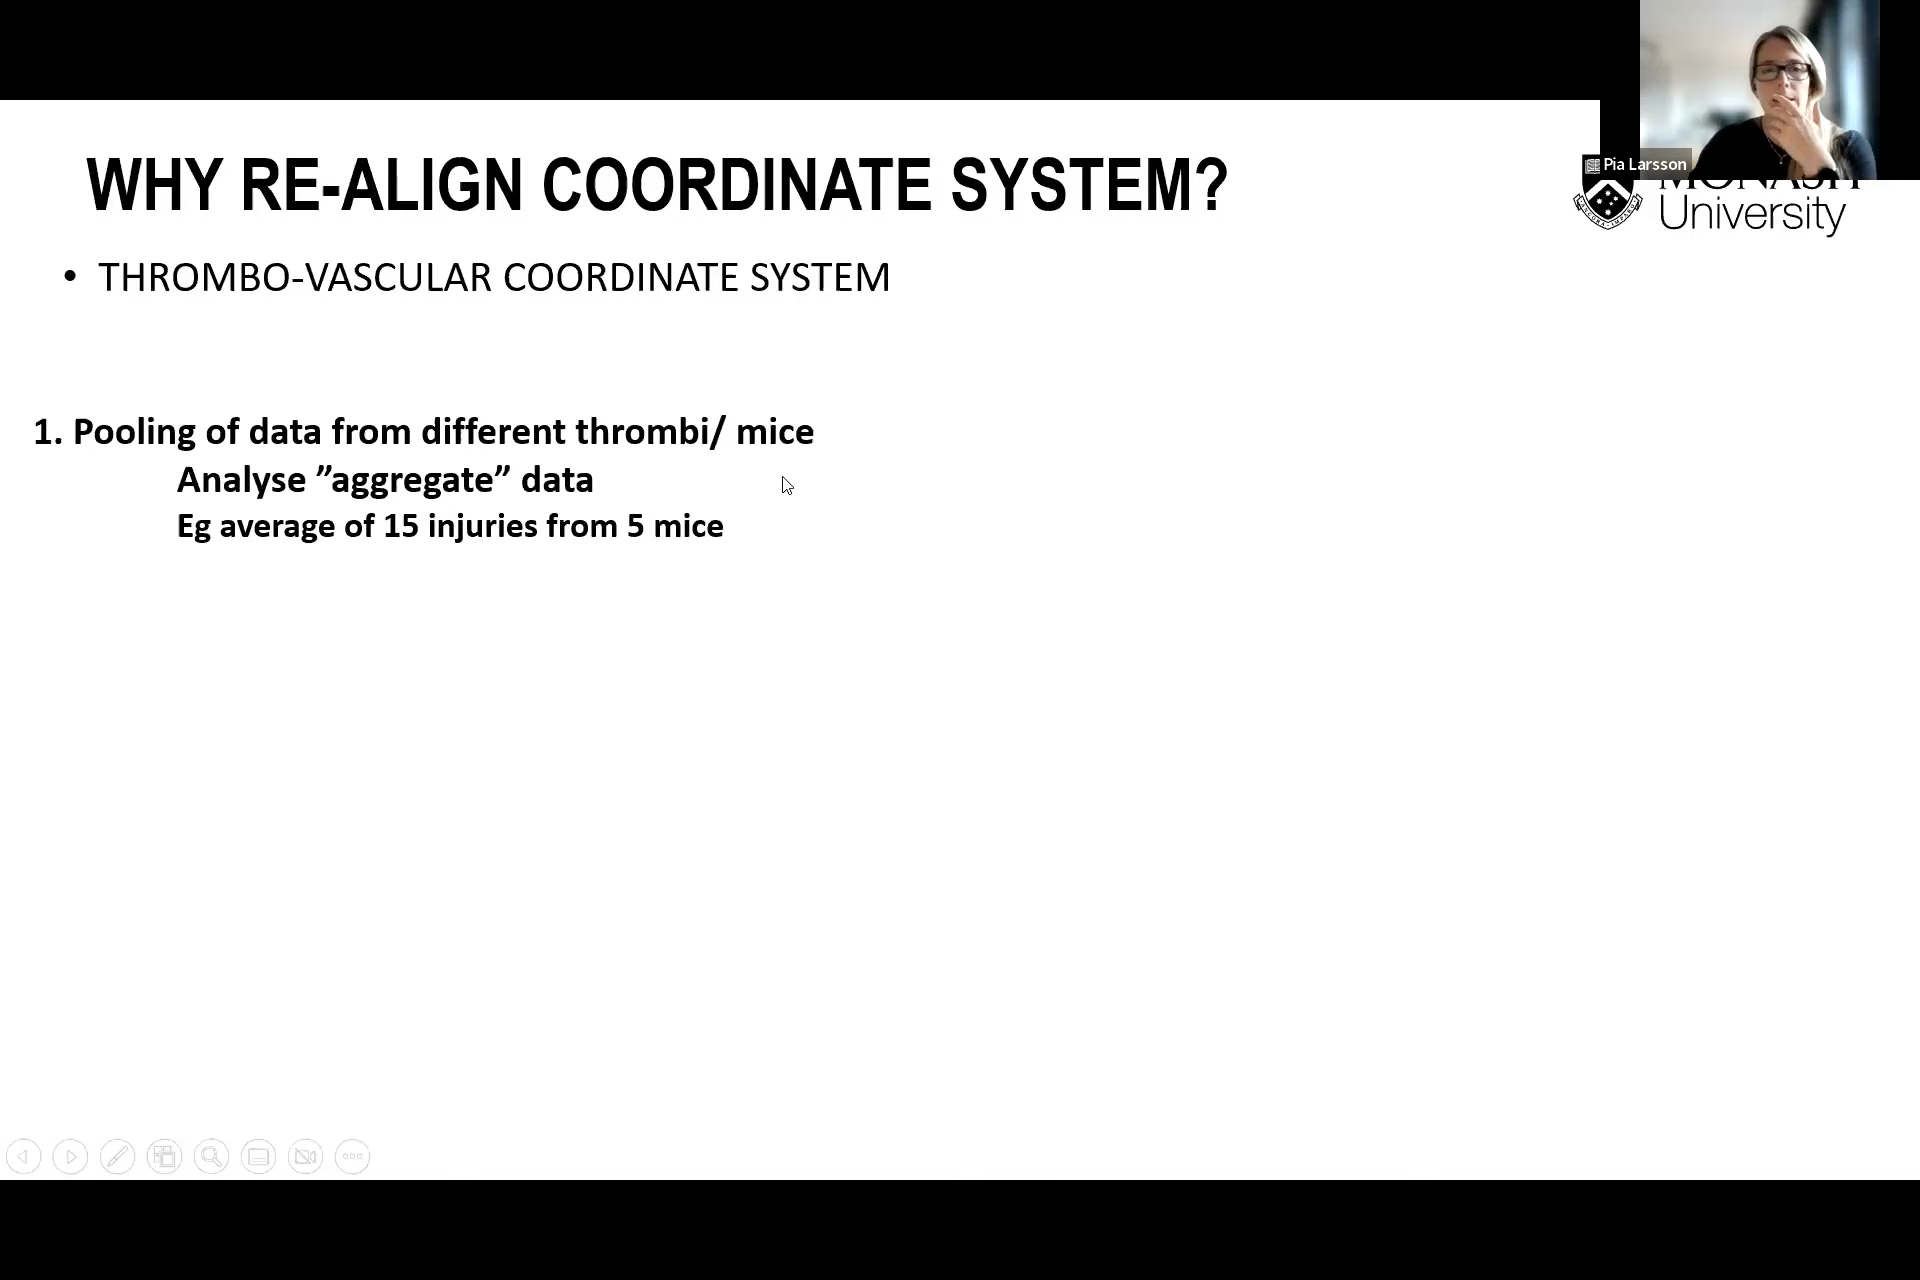 WHY RE-ALIGN COORDINATE SYSTEM?
Pia Larsson
University
• THROMBO-VASCULAR COORDINATE SYSTEM
1. Pooling of data from different thrombi/ mice
Analyse ”aggregate” data
Eg average of 15 injuries from 5 mice